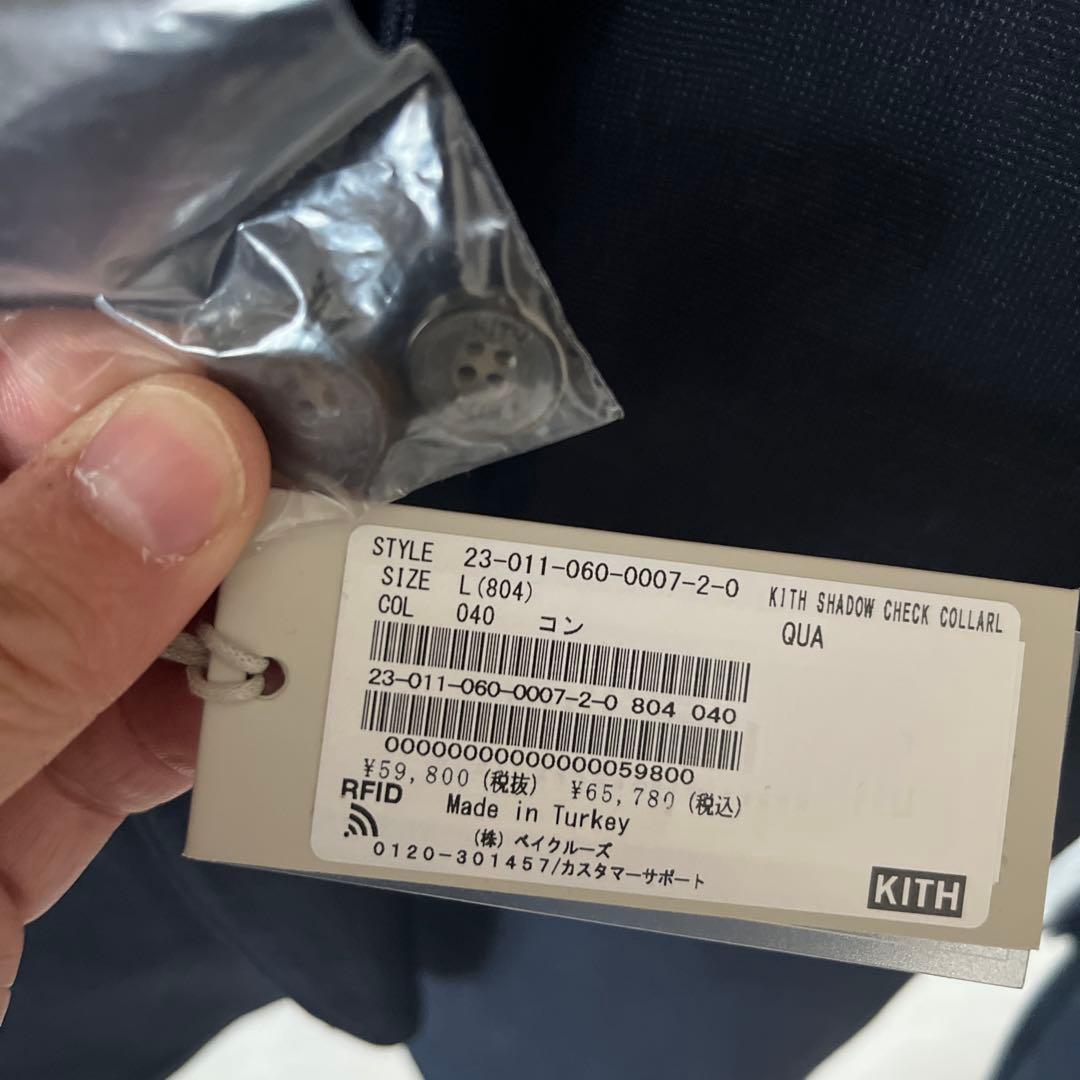 KITH
STYLE 23-011-060-0007-2-0 KITH SHADOW CHECK COLLARL
SIZE L(804) QUA
COL 040 コン
23-011-060-0007-2-0 804 040
00000000000000059800
¥59,800 (税抜) ¥65,780 (税込)
RFID Made in Turkey
(株) ベイクルーズ
0120-301457/カスタマーサポート
KITH